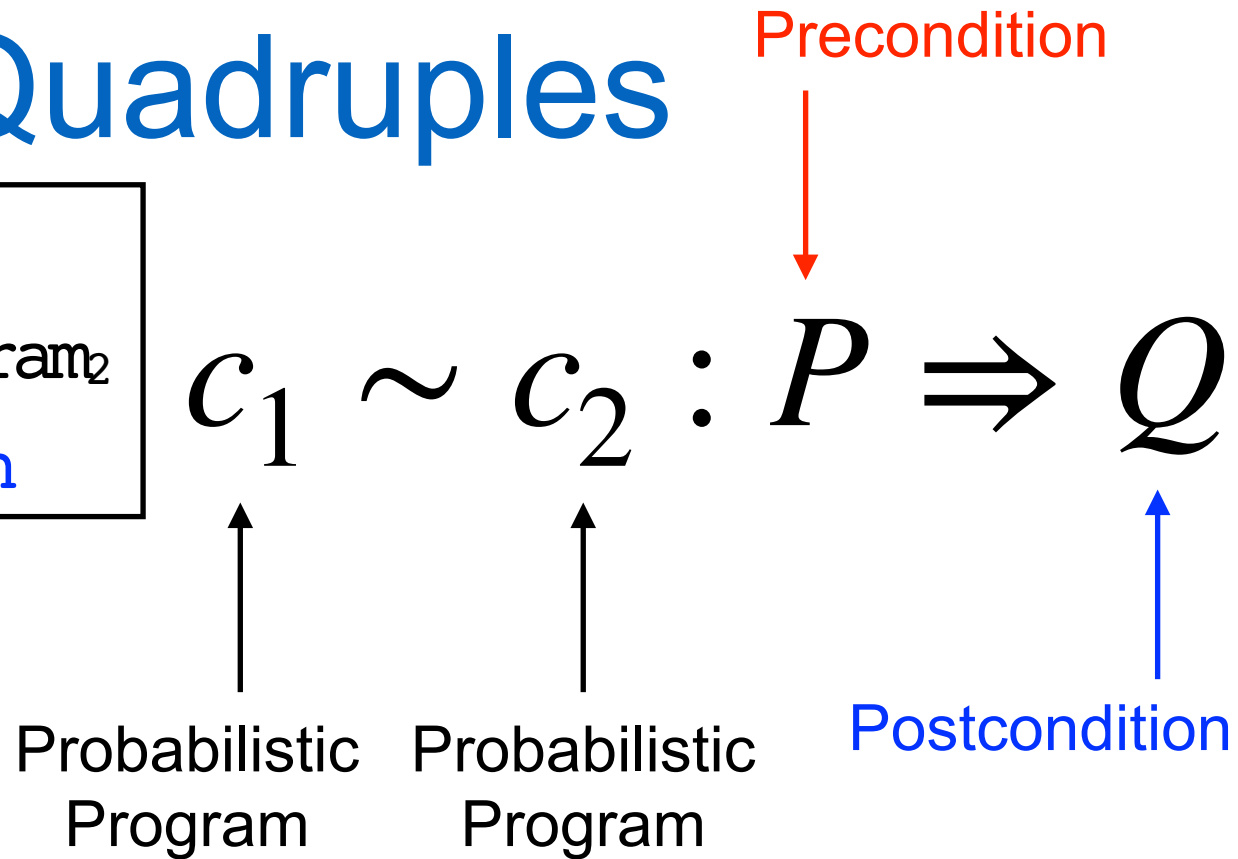 Quadruples
Precondition
ram₂
n
c₁ ∼ c₂ : P ⇒ Q
Probabilistic Program
Probabilistic Program
Postcondition